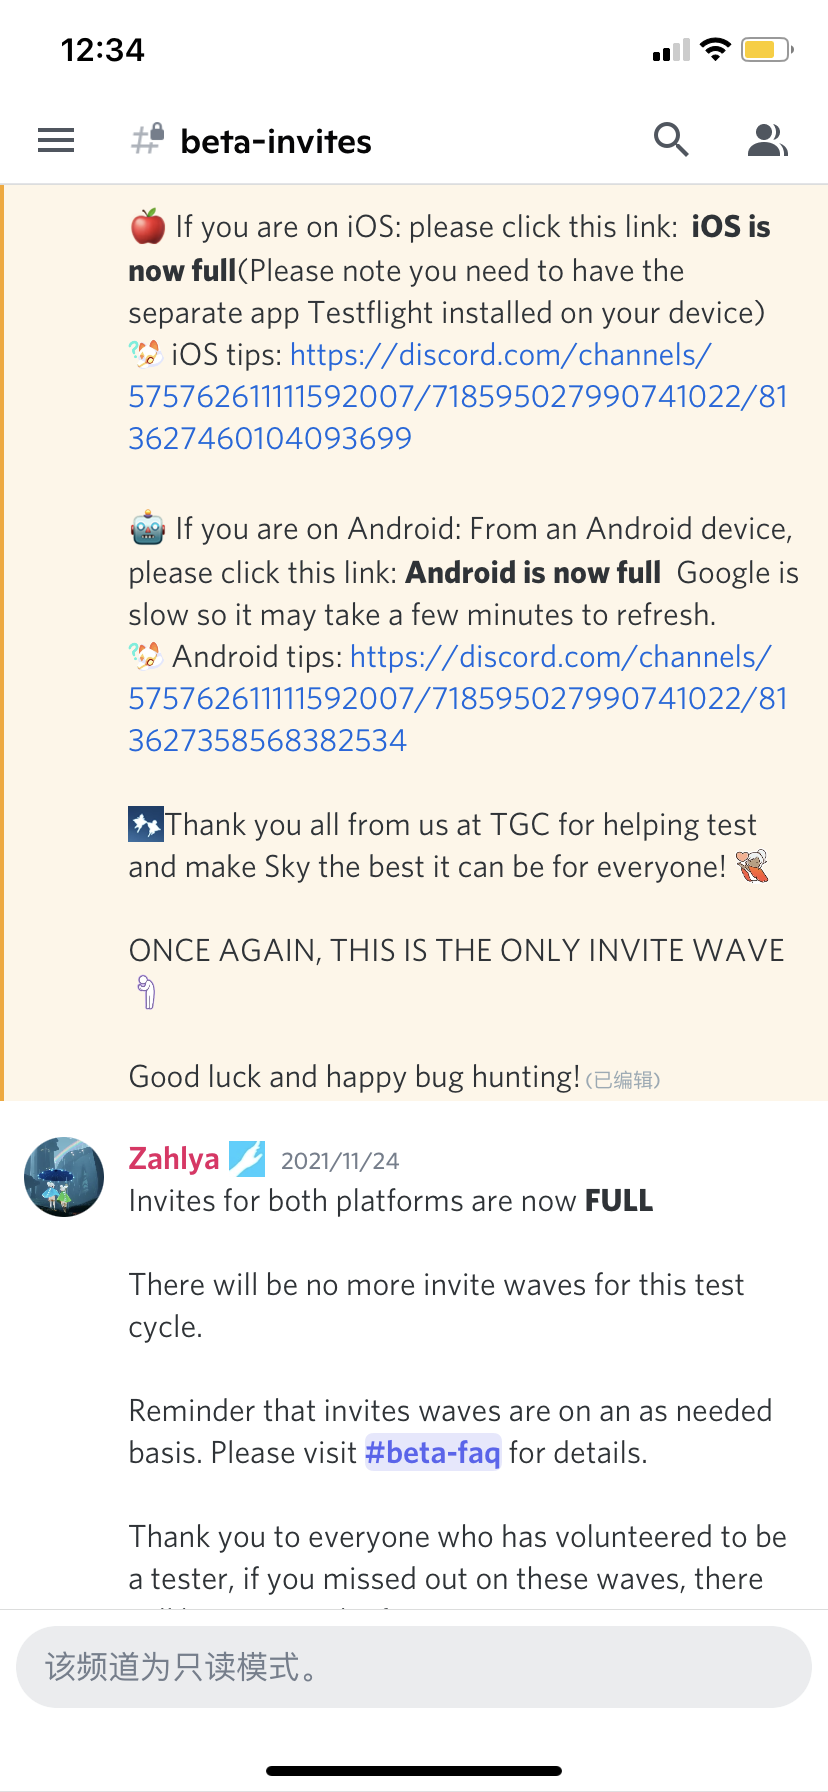 12:34
beta-invites
If you are on iOS: please click this link: iOS is
now full(Please note you need to have the
separate app Testflight installed on your device)
iOS tips: https://discord.com/channels/
575762611111592007/718595027990741022/81
3627460104093699
If you are on Android: From an Android device,
please click this link: Android is now full Google is
slow so it may take a few minutes to refresh.
Android tips: https://discord.com/channels/
575762611111592007/718595027990741022/81
3627358568382534
Thank you all from us at TGC for helping test
and make Sky the best it can be for everyone!
ONCE AGAIN, THIS IS THE ONLY INVITE WAVE
Good luck and happy bug hunting! (已编辑)
Zahlya 2021/11/24
Invites for both platforms are now FULL
There will be no more invite waves for this test
cycle.
Reminder that invites waves are on an as needed
basis. Please visit #beta-faq for details.
Thank you to everyone who has volunteered to be
a tester, if you missed out on these waves, there
该频道为只读模式。